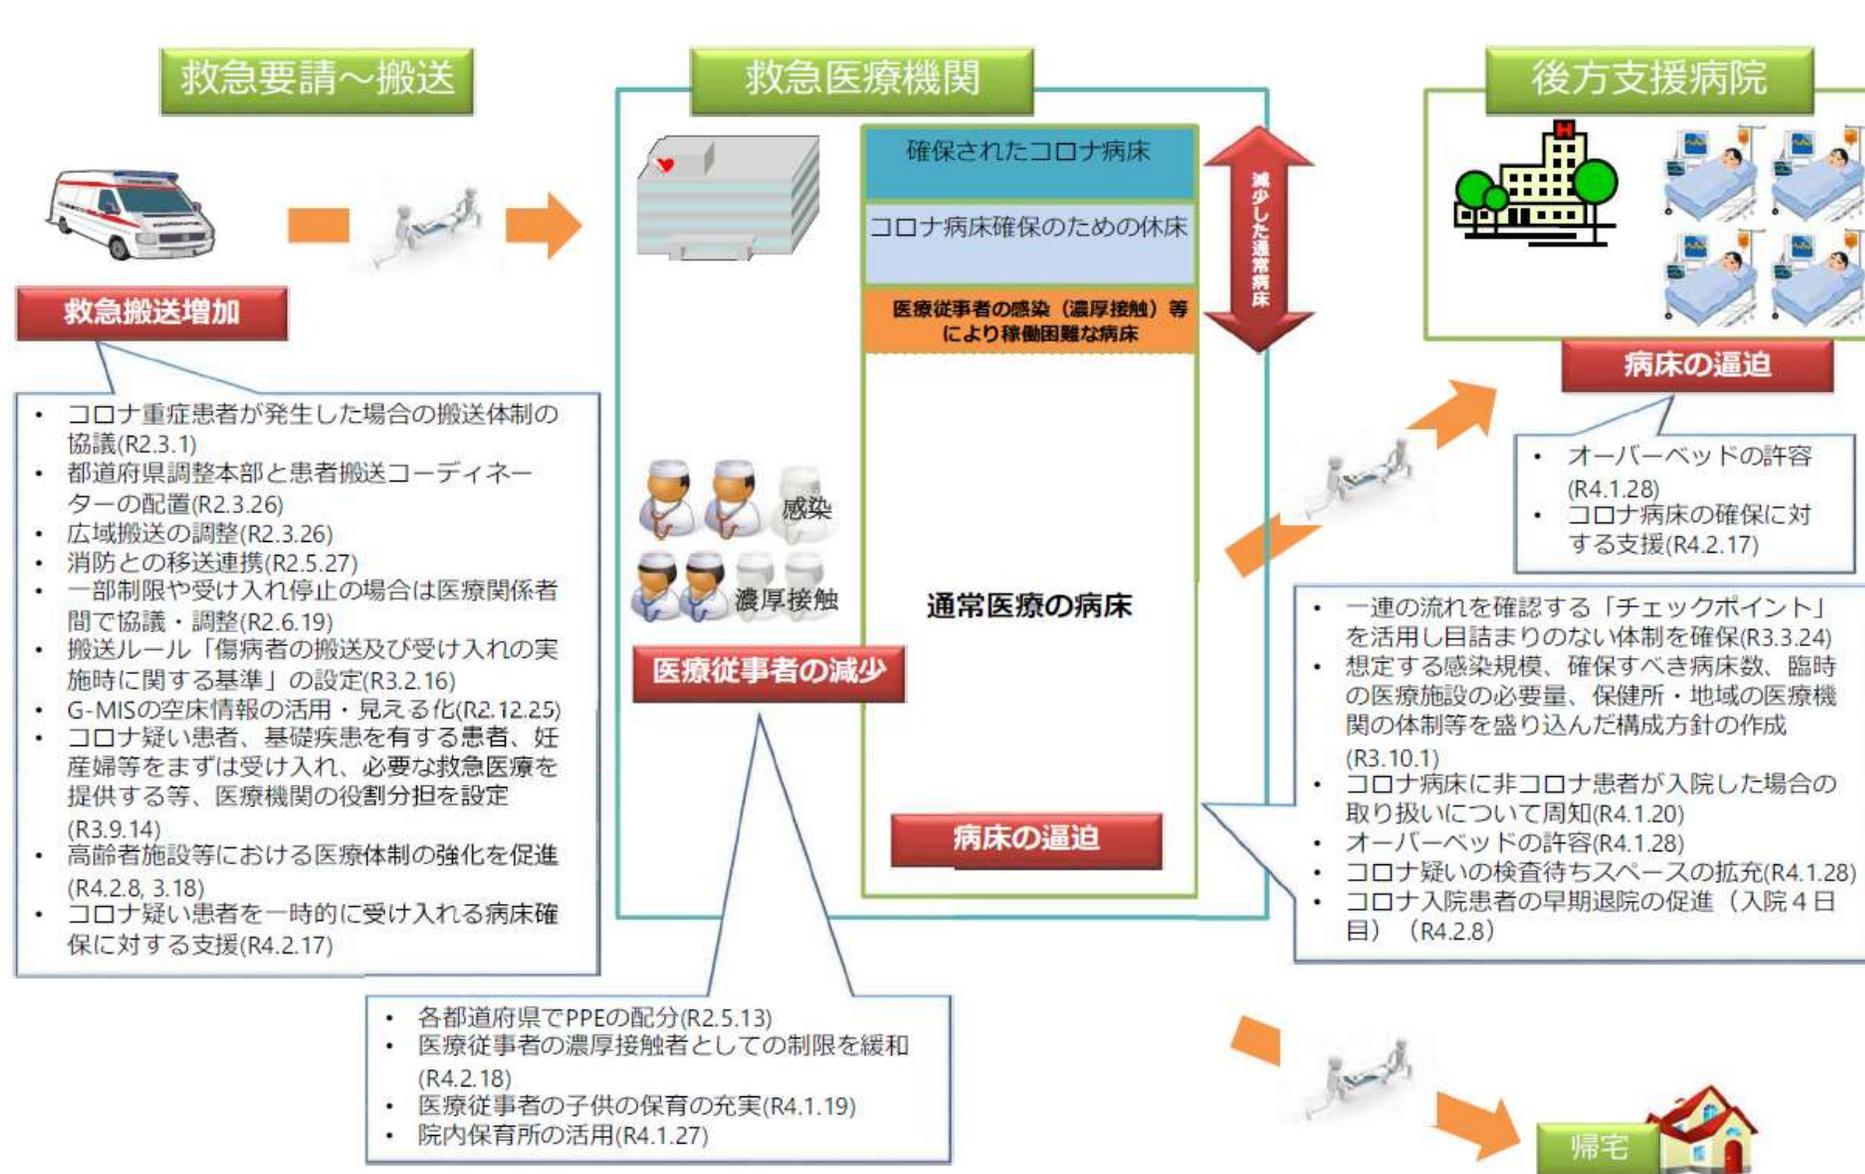 救急要請～搬送
救急搬送増加
• コロナ重症患者が発生した場合の搬送体制の
協議(R2.3.1)
• 都道府県調整本部と患者搬送コーディネー
ターの配置(R2.3.26)
• 広域搬送の調整(R2.3.26)
• 消防との移送連携(R2.5.27)
• 一部制限や受け入れ停止の場合は医療関係者
間で協議・調整(R2.6.19)
• 搬送ルール「傷病者の搬送及び受け入れの実
施時に関する基準」の設定(R3.2.16)
• G-MISの空床情報の活用・見える化(R2.12.25)
• コロナ疑い患者、基礎疾患を有する患者、妊
産婦等をまずは受け入れ、必要な救急医療を
提供する等、医療機関の役割分担を設定
(R3.9.14)
• 高齢者施設等における医療体制の強化を促進
(R4.2.8, 3.18)
• コロナ疑い患者を一時的に受け入れる病床確
保に対する支援(R4.2.17)
救急医療機関
確保されたコロナ病床
コロナ病床確保のための休床
医療従事者の感染（濃厚接触）等
により稼働困難な病床
減少した通常病床
感染
濃厚接触
医療従事者の減少
通常医療の病床
病床の逼迫
• 各都道府県でPPEの配分(R2.5.13)
• 医療従事者の濃厚接触者としての制限を緩和
(R4.2.18)
• 医療従事者の子供の保育の充実(R4.1.19)
• 院内保育所の活用(R4.1.27)
後方支援病院
H
病床の逼迫
• オーバーベッドの許容
(R4.1.28)
• コロナ病床の確保に対
する支援(R4.2.17)
• 一連の流れを確認する「チェックポイント」
を活用し目詰まりのない体制を確保(R3.3.24)
• 想定する感染規模、確保すべき病床数、臨時
の医療施設の必要量、保健所・地域の医療機
関の体制等を盛り込んだ構成方針の作成
(R3.10.1)
• コロナ病床に非コロナ患者が入院した場合の
取り扱いについて周知(R4.1.20)
• オーバーベッドの許容(R4.1.28)
• コロナ疑いの検査待ちスペースの拡充(R4.1.28)
• コロナ入院患者の早期退院の促進（入院４日
目）（R4.2.8）
帰宅